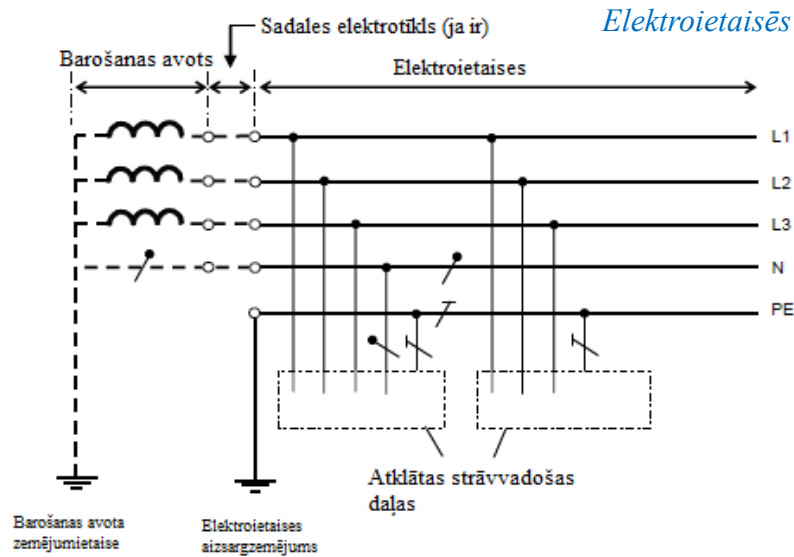 Elektroietaisēs
Sadales elektrotīkls (ja ir)
Barošanas avots
Elektroietaises
L1
L2
L3
N
PE
Atklātas strāvvadošas
daļas
Barošanas avota
zemējumietaise
Elektroietaises
aizsargzemējums